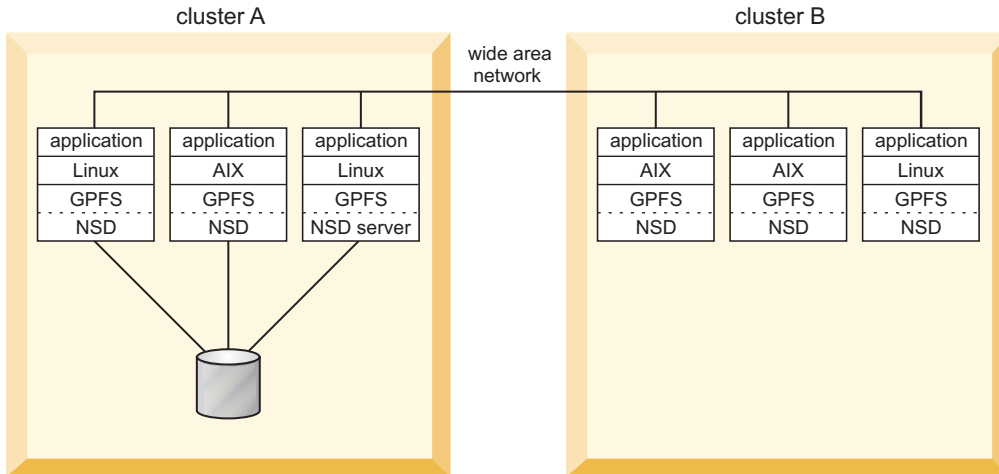 cluster A
cluster B
wide area
network
application
Linux
GPFS
NSD
application
AIX
GPFS
NSD
application
Linux
GPFS
NSD server
application
AIX
GPFS
NSD
application
AIX
GPFS
NSD
application
Linux
GPFS
NSD